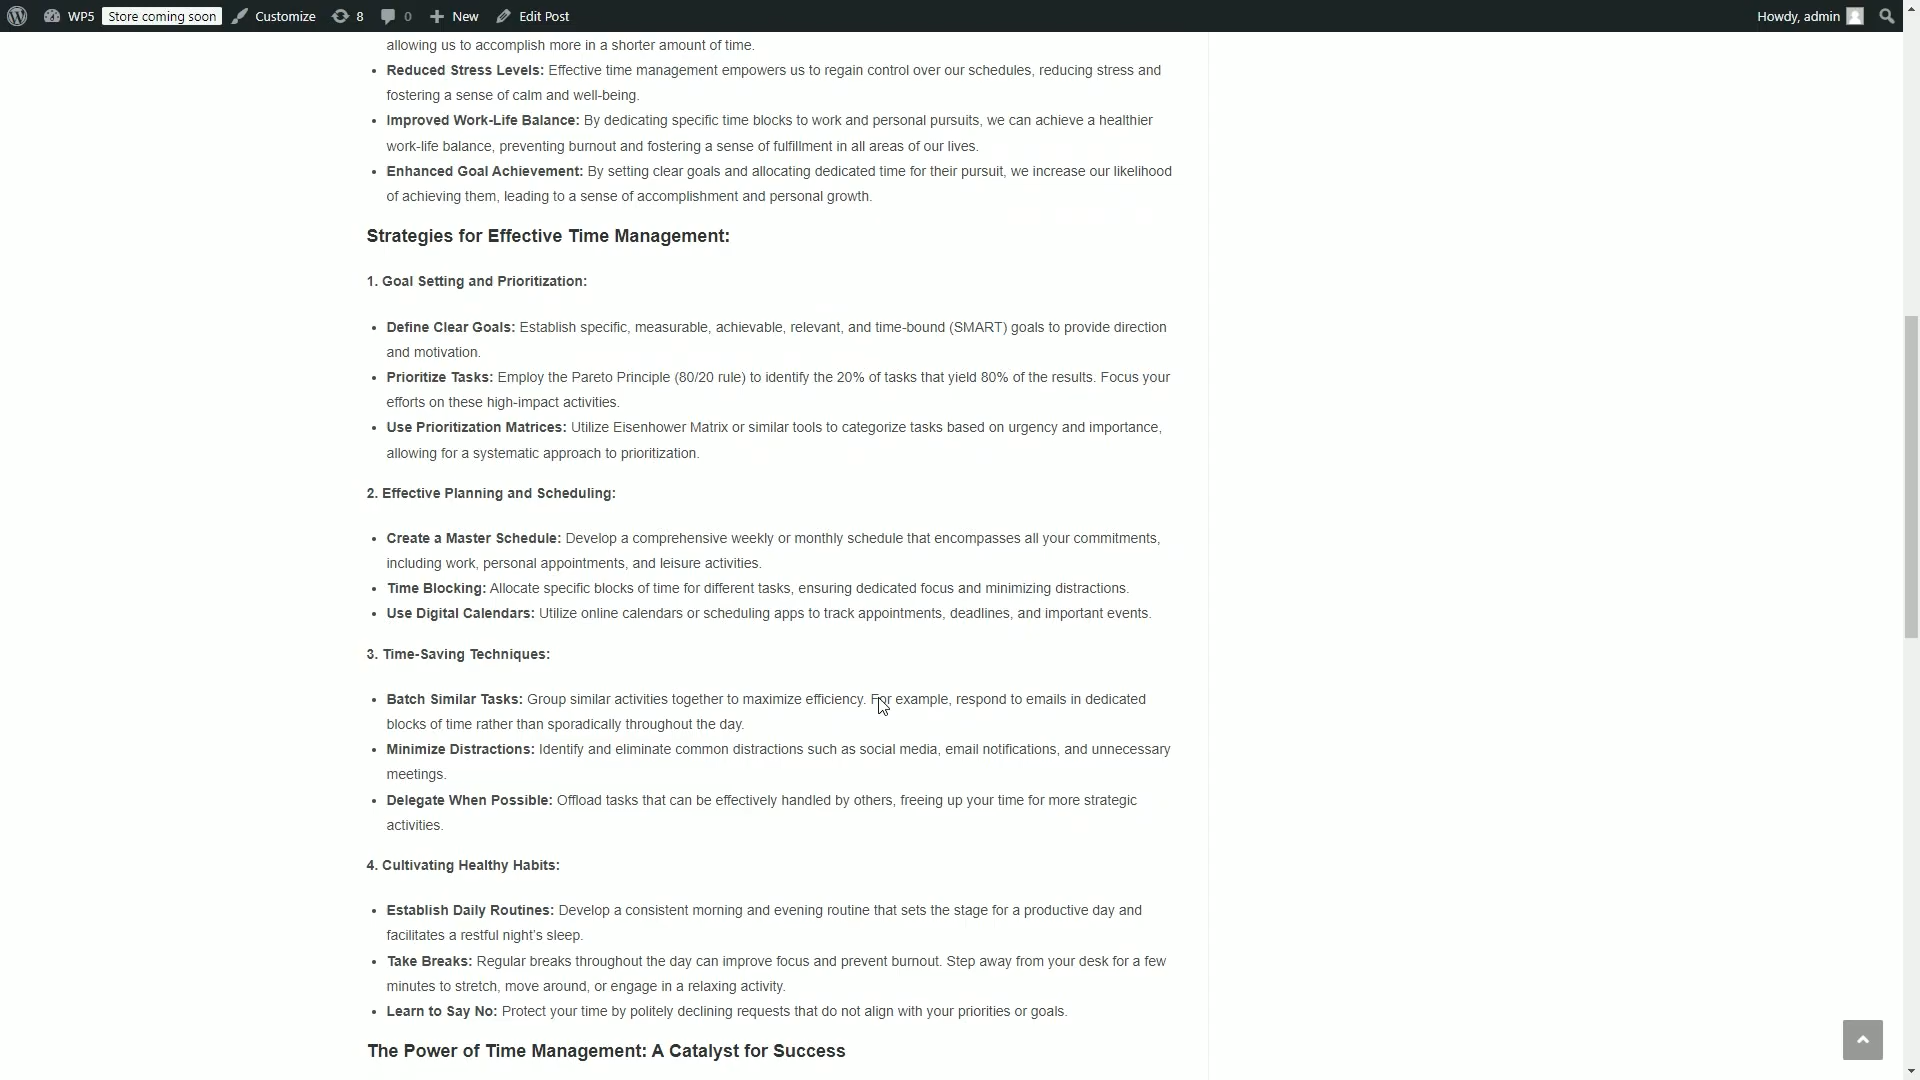 WP5 Store coming soon Customize 8 0 New Edit Post Howdy, admin
allowing us to accomplish more in a shorter amount of time.
Reduced Stress Levels: Effective time management empowers us to regain control over our schedules, reducing stress and
fostering a sense of calm and well-being.
Improved Work-Life Balance: By dedicating specific time blocks to work and personal pursuits, we can achieve a healthier
work-life balance, preventing burnout and fostering a sense of fulfillment in all areas of our lives.
Enhanced Goal Achievement: By setting clear goals and allocating dedicated time for their pursuit, we increase our likelihood
of achieving them, leading to a sense of accomplishment and personal growth.
Strategies for Effective Time Management:
1. Goal Setting and Prioritization:
Define Clear Goals: Establish specific, measurable, achievable, relevant, and time-bound (SMART) goals to provide direction
and motivation.
Prioritize Tasks: Employ the Pareto Principle (80/20 rule) to identify the 20% of tasks that yield 80% of the results. Focus your
efforts on these high-impact activities.
Use Prioritization Matrices: Utilize Eisenhower Matrix or similar tools to categorize tasks based on urgency and importance,
allowing for a systematic approach to prioritization.
2. Effective Planning and Scheduling:
Create a Master Schedule: Develop a comprehensive weekly or monthly schedule that encompasses all your commitments,
including work, personal appointments, and leisure activities.
Time Blocking: Allocate specific blocks of time for different tasks, ensuring dedicated focus and minimizing distractions.
Use Digital Calendars: Utilize online calendars or scheduling apps to track appointments, deadlines, and important events.
3. Time-Saving Techniques:
Batch Similar Tasks: Group similar activities together to maximize efficiency. For example, respond to emails in dedicated
blocks of time rather than sporadically throughout the day.
Minimize Distractions: Identify and eliminate common distractions such as social media, email notifications, and unnecessary
meetings.
Delegate When Possible: Offload tasks that can be effectively handled by others, freeing up your time for more strategic
activities.
4. Cultivating Healthy Habits:
Establish Daily Routines: Develop a consistent morning and evening routine that sets the stage for a productive day and
facilitates a restful night's sleep.
Take Breaks: Regular breaks throughout the day can improve focus and prevent burnout. Step away from your desk for a few
minutes to stretch, move around, or engage in a relaxing activity.
Learn to Say No: Protect your time by politely declining requests that do not align with your priorities or goals.
The Power of Time Management: A Catalyst for Success